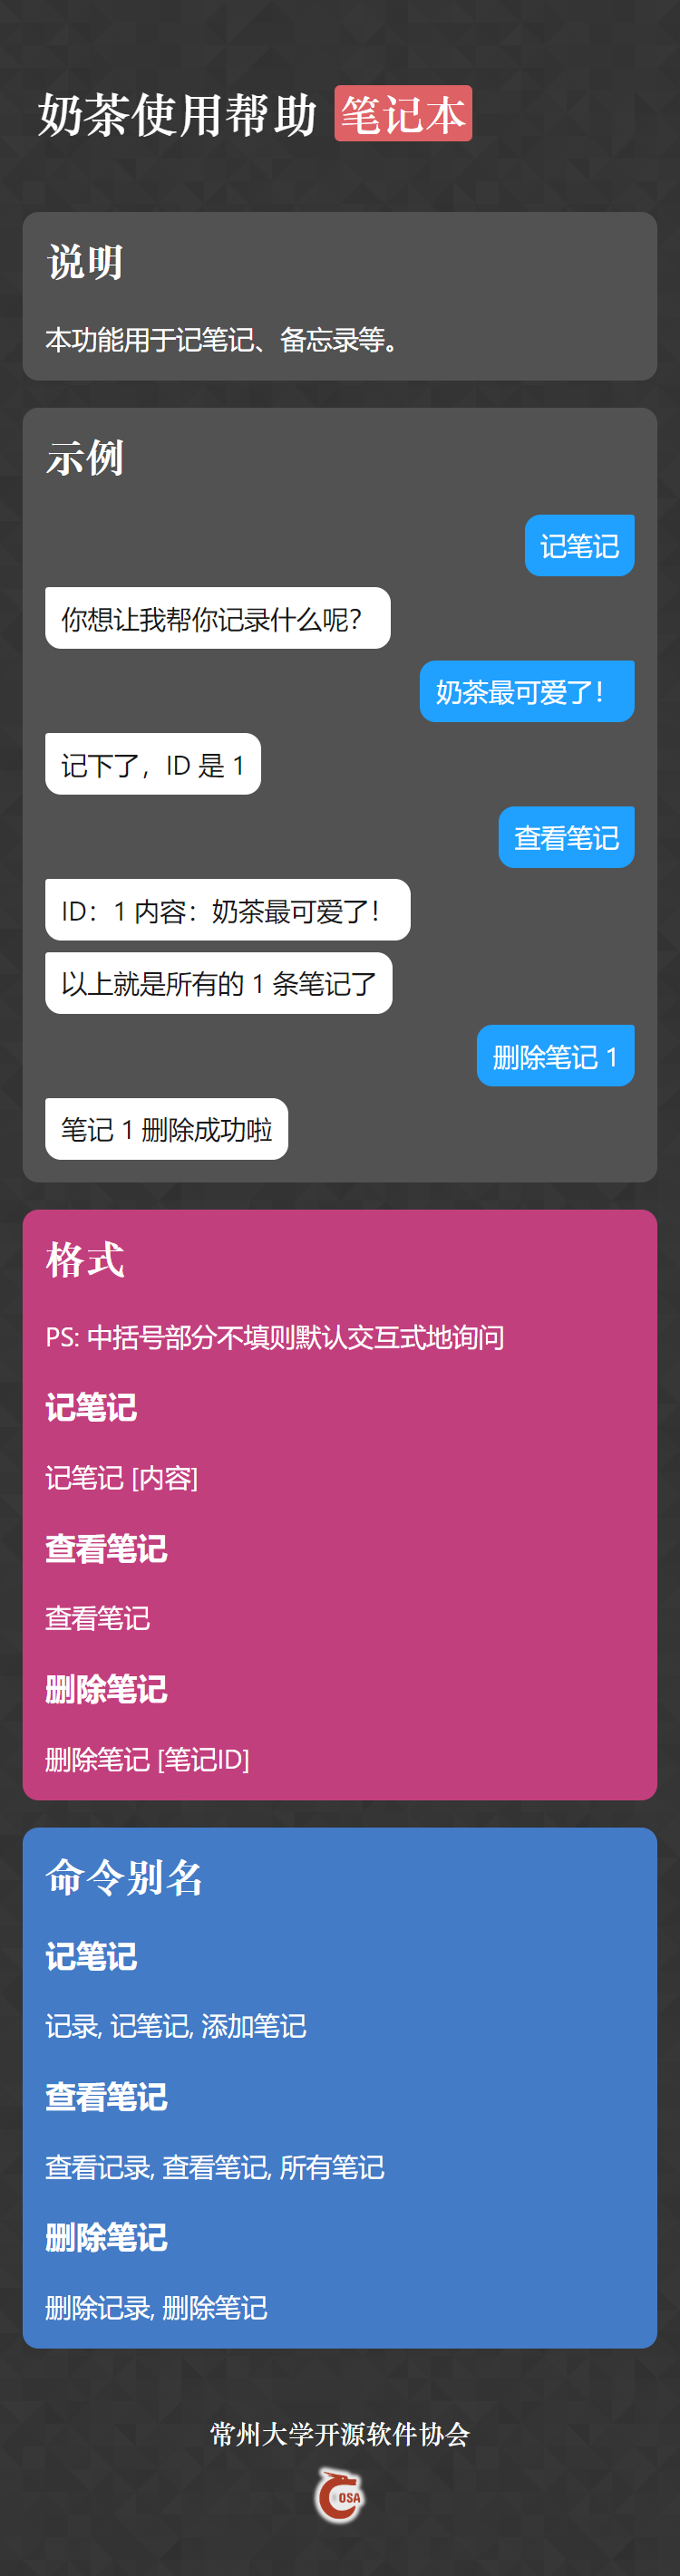 奶茶使用帮助 笔记本
说明
本功能用于记笔记、备忘录等。
示例
记笔记
你想让我帮你记录什么呢？
奶茶最可爱了！
记下了，ID 是 1
查看笔记
ID：1 内容：奶茶最可爱了！
以上就是所有的 1 条笔记了
删除笔记 1
笔记 1 删除成功啦
格式
PS: 中括号部分不填则默认交互式地询问
记笔记
记笔记 [内容]
查看笔记
查看笔记
删除笔记
删除笔记 [笔记ID]
命令别名
记笔记
记录, 记笔记, 添加笔记
查看笔记
查看记录, 查看笔记, 所有笔记
删除笔记
删除记录, 删除笔记
常州大学开源软件协会
OSA